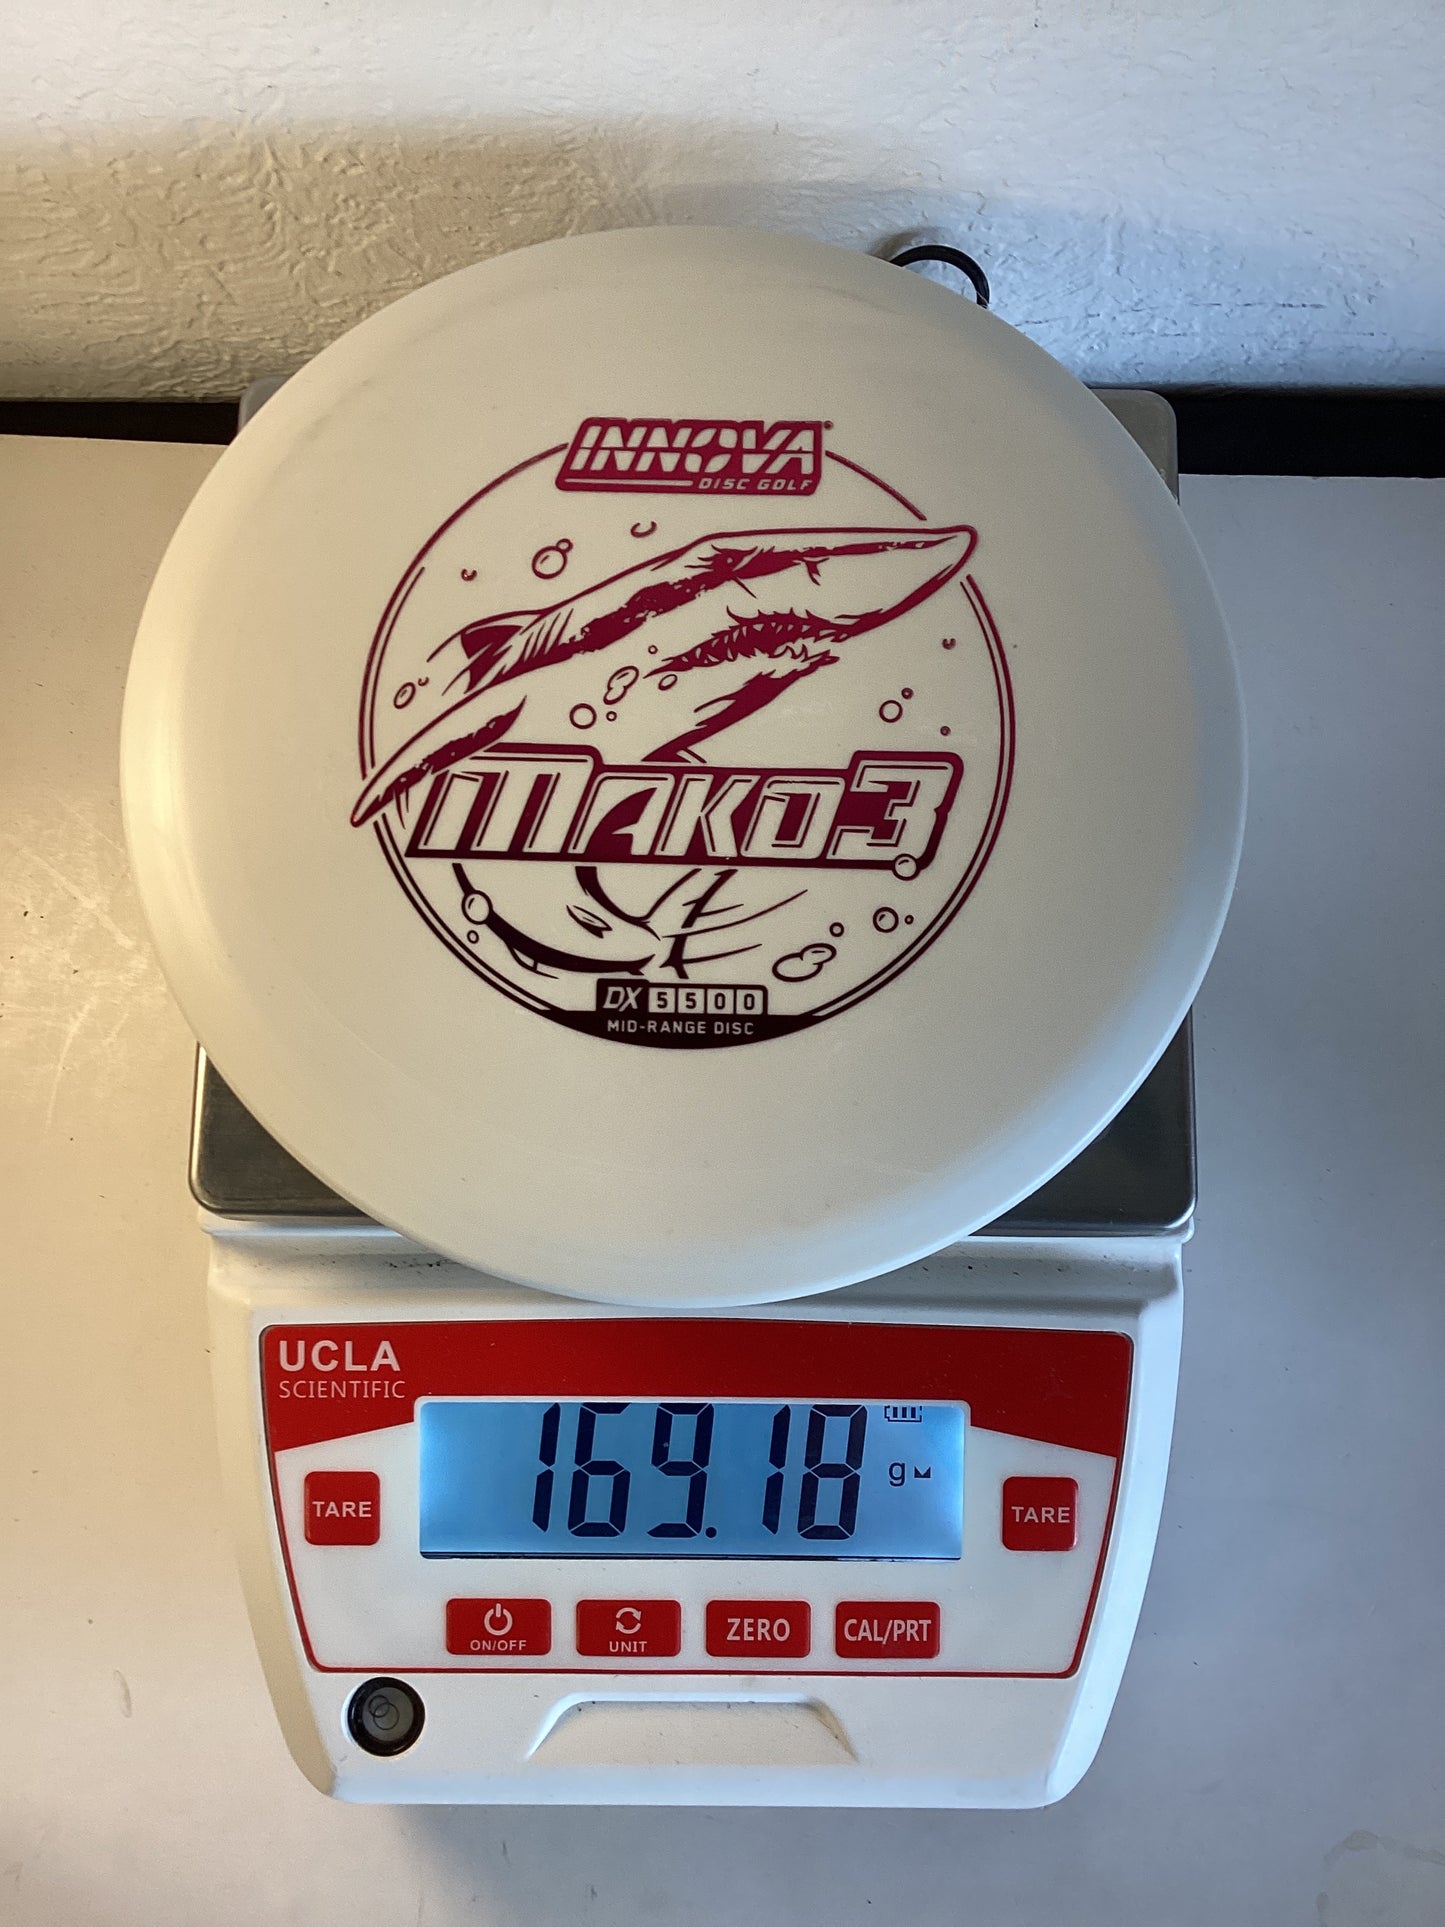 INNOVA
DISC GOLF
MAKO3
DX 5 5 0 0
MID-RANGE DISC
UCLA
SCIENTIFIC
169.18 g
TARE
TARE
ON/OFF
UNIT
ZERO
CAL/PRT